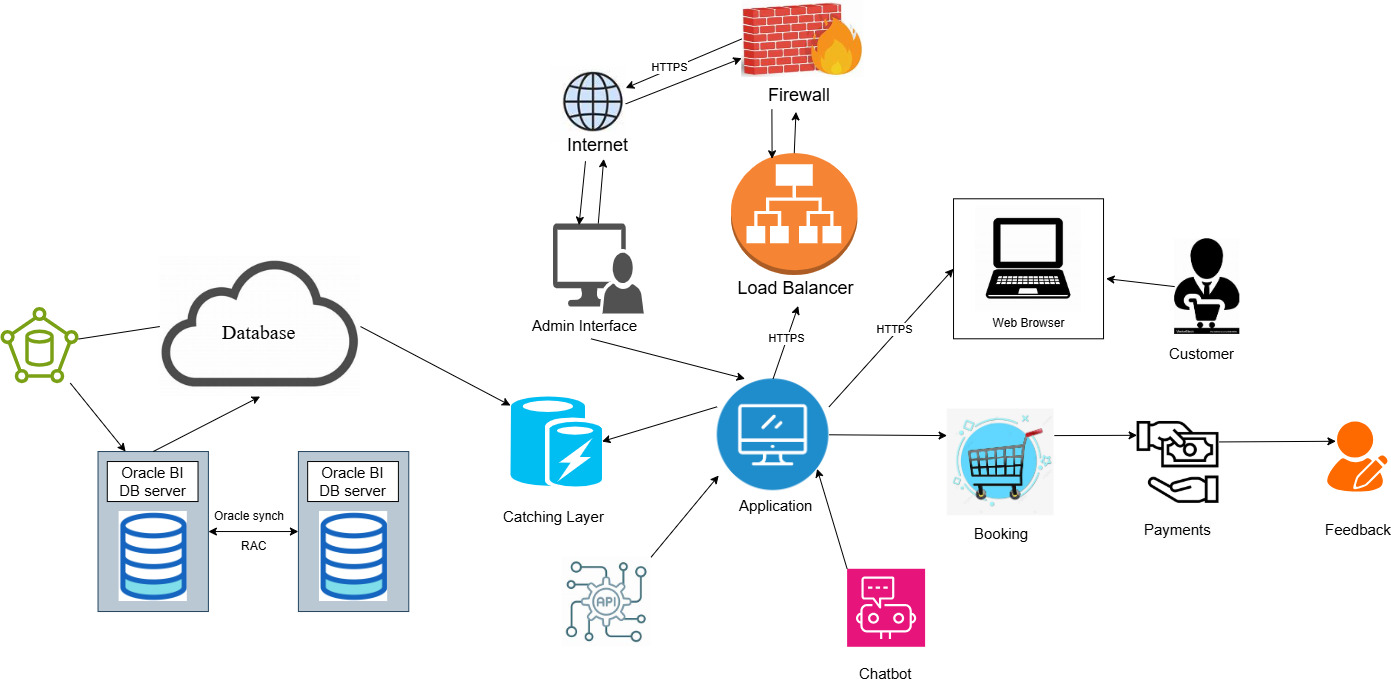 HTTPS
Firewall
Internet
Load Balancer
HTTPS
HTTPS
Admin Interface
Web Browser
Customer
Database
Oracle BI
DB server
Oracle BI
DB server
Oracle synch
RAC
Catching Layer
Application
Booking
Payments
Feedback
API
Chatbot